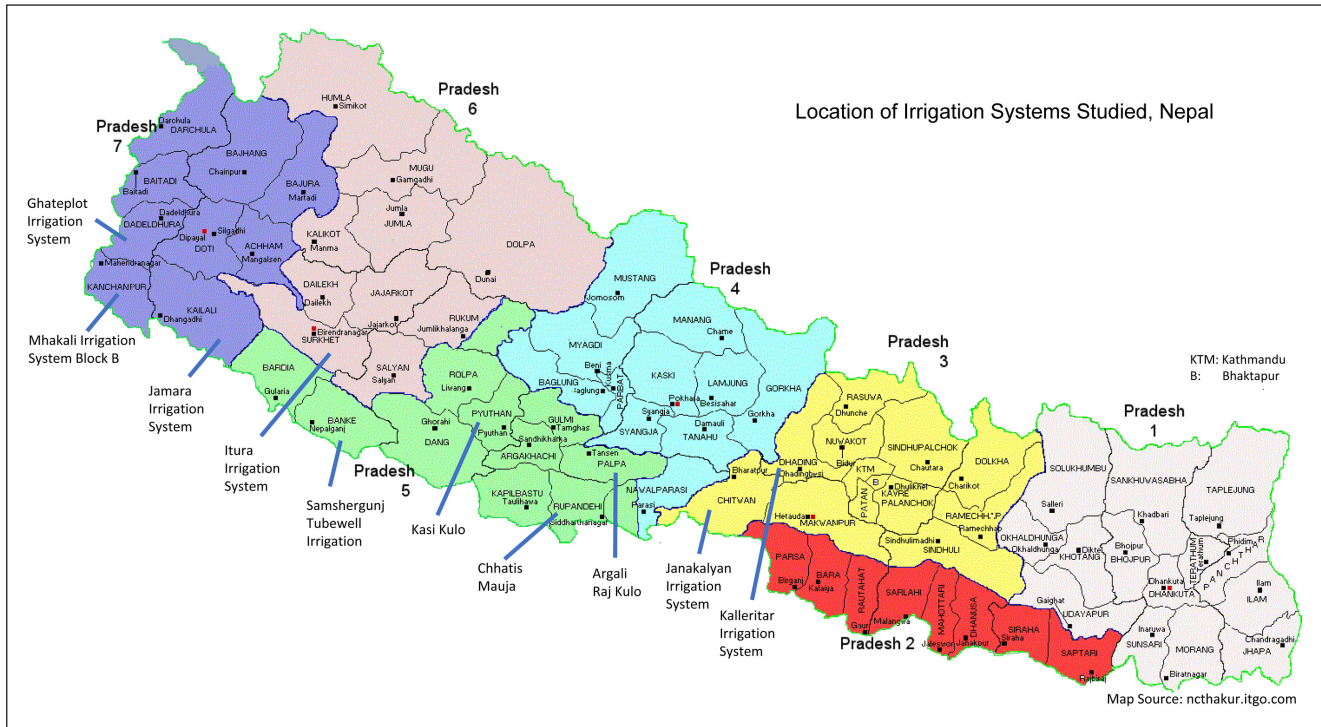 Location of Irrigation Systems Studied, Nepal
Pradesh
6
Pradesh
7
Pradesh
4
Pradesh
3
Pradesh
1
Pradesh
5
Pradesh 2
KTM: Kathmandu
B: Bhaktapur
Ghateplot
Irrigation
System
Mhakali Irrigation
System Block B
Jamara
Irrigation
System
Itura
Irrigation
System
Samshergunj
Tubewell
Irrigation
Kasi Kulo
Chhatis
Mauja
Argali
Raj Kulo
Janakalyan
Irrigation
System
Kalleritar
Irrigation
System
HUMLA
Simikot
Darchula
DARCHULA
BAJHANG
Chainpur
BAITADI
Baitadi
BAJURA
Martadi
MUGU
Gamgadhi
Jumla
JUMLA
Dadeldhura
DADELDHURA
Dipayal
Silgadhi
DOTI
ACHHAM
Mangalsen
KALIKOT
Manma
DOLPA
Dunai
Mahendranagar
KANCHANPUR
KAILALI
Dhangadhi
DAILEKH
Dailekh
JAJARKOT
Jajarkot
RUKUM
Jumlikhalanga
Birendranagar
SURKHET
SALYAN
Salyan
BARDIA
Gularia
BANKE
Nepalganj
ROLPA
Liwang
PYUTHAN
Pyuthan
Ghorahi
DANG
GULMI
Tamghas
Sandhikharka
ARGAKHACHI
Tansen
PALPA
KAPILBASTU
Taulihava
RUPANDEHI
Siddharthanagar
MUSTANG
Jomosom
MANANG
Chame
MYAGDI
Beni
Kusma
BAGLUNG
PARBAT
KASKI
Pokhara
LAMJUNG
Besisahar
GORKHA
Gorkha
Syangja
SYANGJA
Damauli
TANAHU
NAVALPARASI
Parasi
Bharatpur
CHITWAN
RASUVA
Dhunche
NUVAKOT
Bidur
DHADING
Dhadingbesi
SINDHUPALCHOK
Chautara
DOLKHA
Charikot
KTM
B
PATAN
Dhulikhel
KAVRE
PALANCHOK
RAMECHH.'P
Ramechhap
Hetauda
MAKWANPUR
Sindhulimadhi
SINDHULI
PARSA
Birganj
BARA
Kalaiya
RAUTAHAT
Gaur
SARLAHI
Malangwa
MAHOTTARI
Jalesvon
DHANUSA
Janakpur
SIRAHA
Siraha
SAPTARI
Rajbiraj
SOLUKHUMBU
Salleri
SANKHUVASABHA
Khadbari
TAPLEJUNG
Taplejung
OKHALDHUNGA
Okhaldhunga
KHOTANG
Diktel
Bhojpur
BHOJPUR
TERATHUM
Terathum
Phidim
PANCHTHAR
Dhankuta
DHANKUTA
Ilam
ILAM
Gaighat
UDAYAPUR
Inaruwa
SUNSARI
MORANG
Biratnagar
Chandragadhi
JHAPA
Map Source: ncthakur.itgo.com